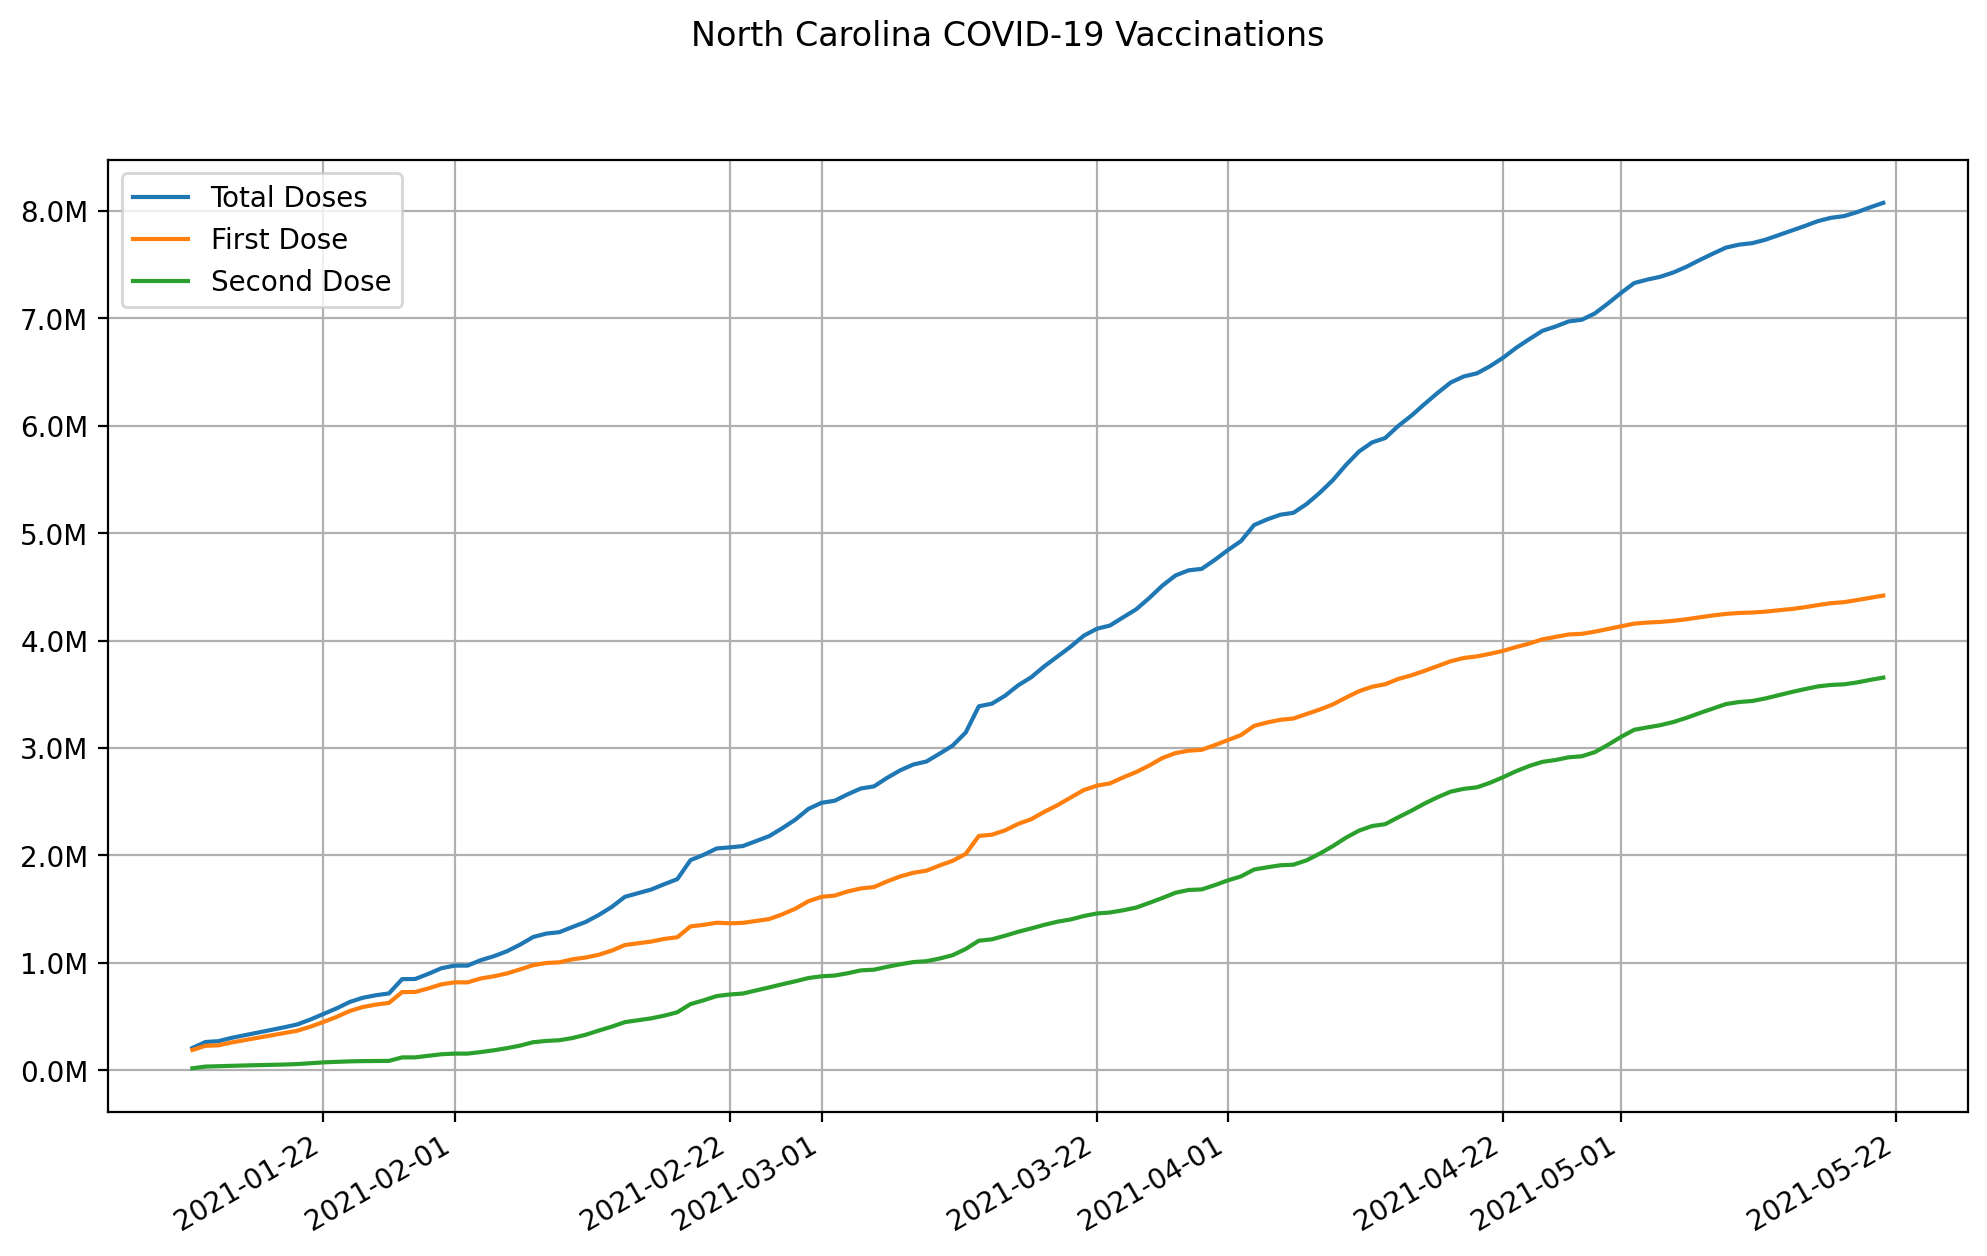 North Carolina COVID-19 Vaccinations
Total Doses
First Dose
Second Dose
8.0M
7.0M
6.0M
5.0M
4.0M
3.0M
2.0M
1.0M
0.0M
2021-01-22
2021-02-01
2021-02-22
2021-03-01
2021-03-22
2021-04-01
2021-04-22
2021-05-01
2021-05-22